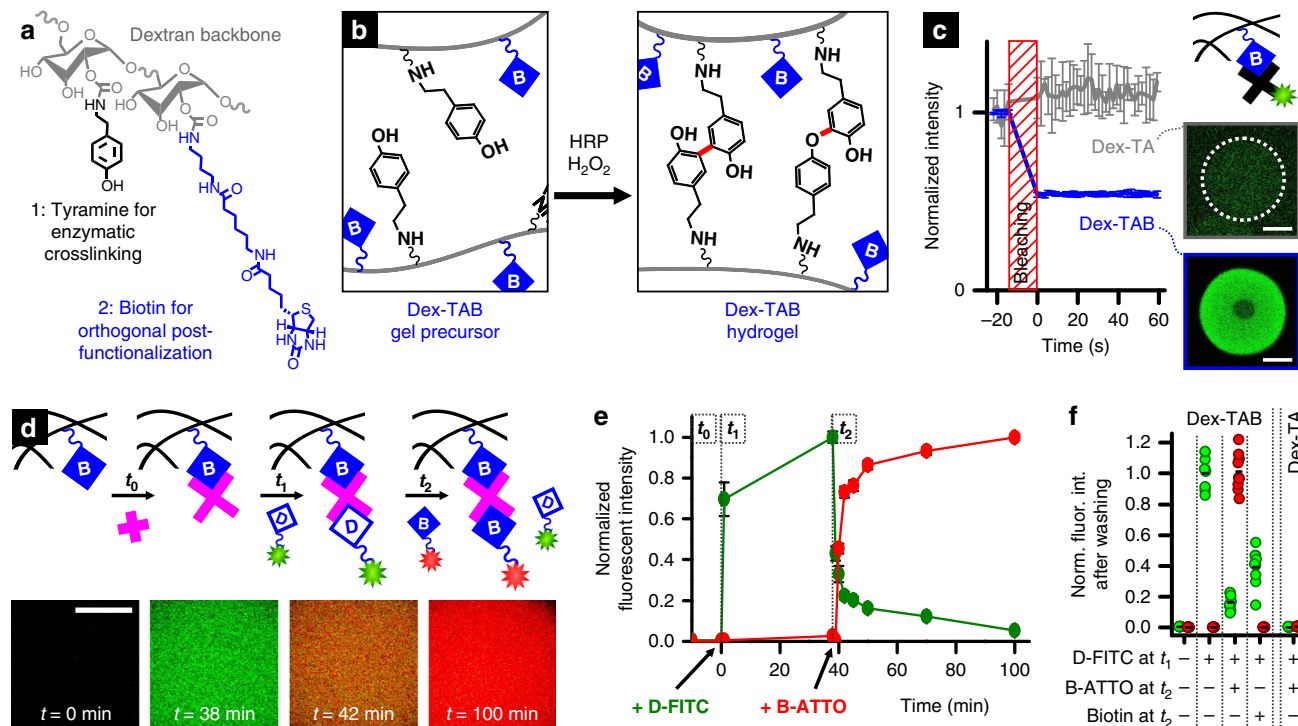 a
Dextran backbone
O
O
O
HO
O
O
HO
O
HN
O
HO
O
O
HN
OH
1: Tyramine for
enzymatic
crosslinking
HN
O
O
NH
O
HN
S
H
H
HN
NH
O
2: Biotin for
orthogonal post-
functionalization
b
B
B
NH
OH
OH
HN
B
B
Dex-TAB
gel precursor
HRP
H2O2
B
B
NH
NH
OH
OH
O
OH
NH
HN
B
Dex-TAB
hydrogel
c
Normalized intensity
1
0
Bleaching
Dex-TA
Dex-TAB
−20 0 20 40 60
Time (s)
B
d
B
t0
B
t1
D
B
D
t2
B
B
B
D
t = 0 min
t = 38 min
t = 42 min
t = 100 min
e
Normalized
fluorescent intensity
1.0
0.8
0.6
0.4
0.2
0.0
t0 t1 t2
0 20 40 60 80 100
+ D-FITC
+ B-ATTO
Time (min)
f
Dex-TAB
Dex-TA
Norm. fluor. int.
after washing
1.2
1.0
0.8
0.6
0.4
0.2
0.0
D-FITC at t1 − + + + +
B-ATTO at t2 − − + − +
Biotin at t2 − − − +